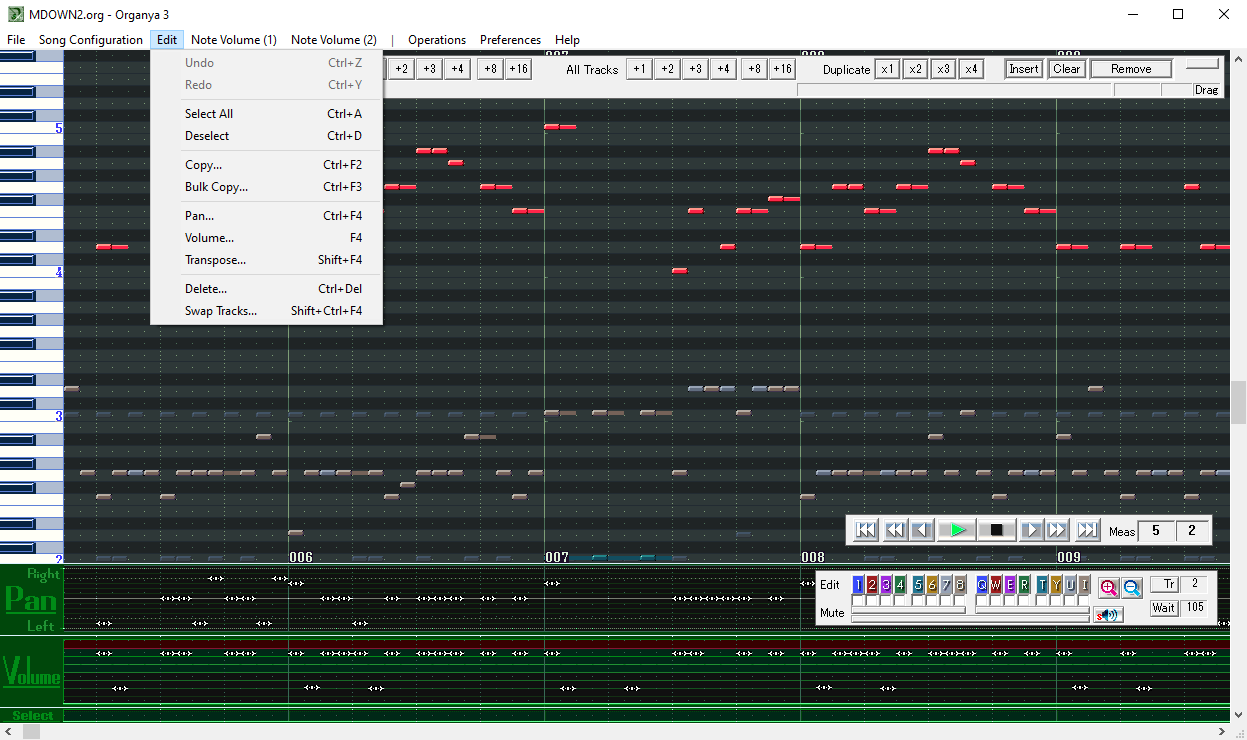 MDOWN2.org - Organya 3
File Song Configuration Edit Note Volume (1) Note Volume (2) | Operations Preferences Help
Undo Ctrl+Z
Redo Ctrl+Y
Select All Ctrl+A
Deselect Ctrl+D
Copy... Ctrl+F2
Bulk Copy... Ctrl+F3
Pan... Ctrl+F4
Volume... F4
Transpose... Shift+F4
Delete... Ctrl+Del
Swap Tracks... Shift+Ctrl+F4
007 008 009
+2 +3 +4 +8 +16 All Tracks +1 +2 +3 +4 +8 +16 Duplicate x1 x2 x3 x4 Insert Clear Remove
Drag
5
4
3
2
Meas 5 2
006 007 008 009
Right
Pan
Left
Edit 1 2 3 4 5 6 7 8 Q W E R T Y U I Tr 2
Mute S Wait 105
Volume
Select